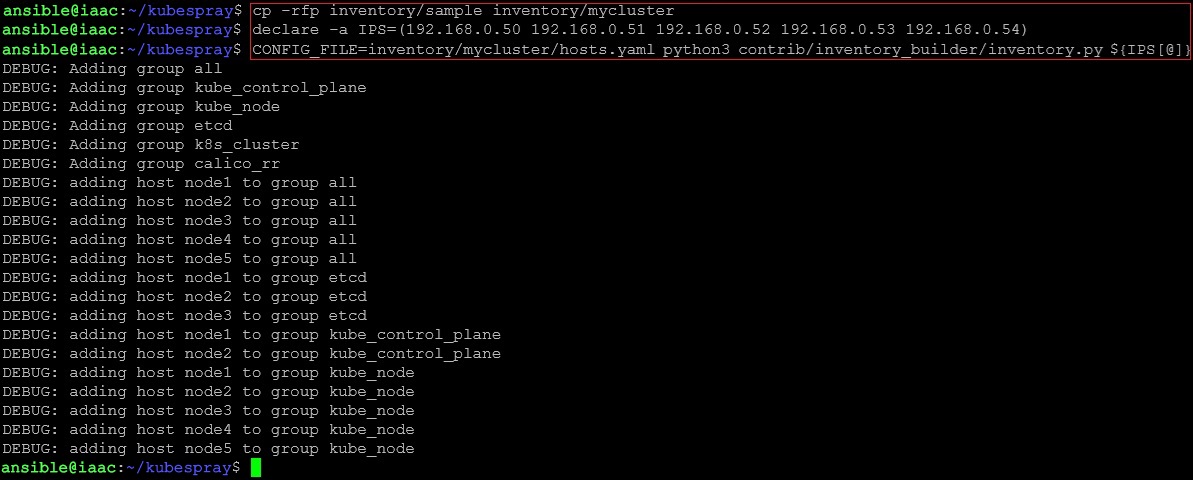 ansible@iaac:~/kubespray$ cp -rfp inventory/sample inventory/mycluster
ansible@iaac:~/kubespray$ declare -a IPS=(192.168.0.50 192.168.0.51 192.168.0.52 192.168.0.53 192.168.0.54)
ansible@iaac:~/kubespray$ CONFIG_FILE=inventory/mycluster/hosts.yaml python3 contrib/inventory_builder/inventory.py ${IPS[@]}
DEBUG: Adding group all
DEBUG: Adding group kube_control_plane
DEBUG: Adding group kube_node
DEBUG: Adding group etcd
DEBUG: Adding group k8s_cluster
DEBUG: Adding group calico_rr
DEBUG: adding host node1 to group all
DEBUG: adding host node2 to group all
DEBUG: adding host node3 to group all
DEBUG: adding host node4 to group all
DEBUG: adding host node5 to group all
DEBUG: adding host node1 to group etcd
DEBUG: adding host node2 to group etcd
DEBUG: adding host node3 to group etcd
DEBUG: adding host node1 to group kube_control_plane
DEBUG: adding host node2 to group kube_control_plane
DEBUG: adding host node1 to group kube_node
DEBUG: adding host node2 to group kube_node
DEBUG: adding host node3 to group kube_node
DEBUG: adding host node4 to group kube_node
DEBUG: adding host node5 to group kube_node
ansible@iaac:~/kubespray$